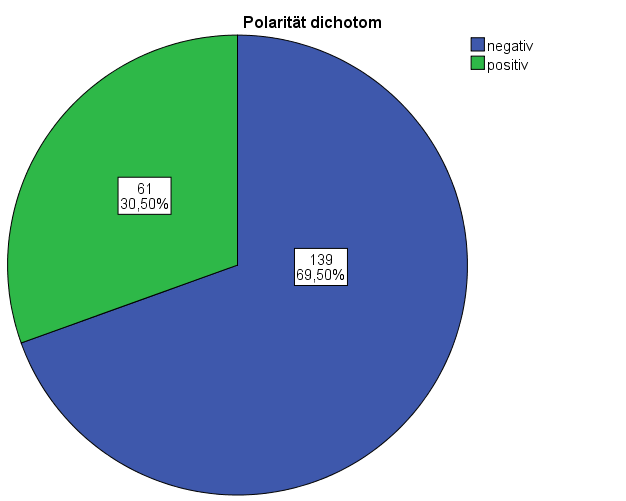 Polarität dichotom
negativ
positiv
61
30,50%
139
69,50%